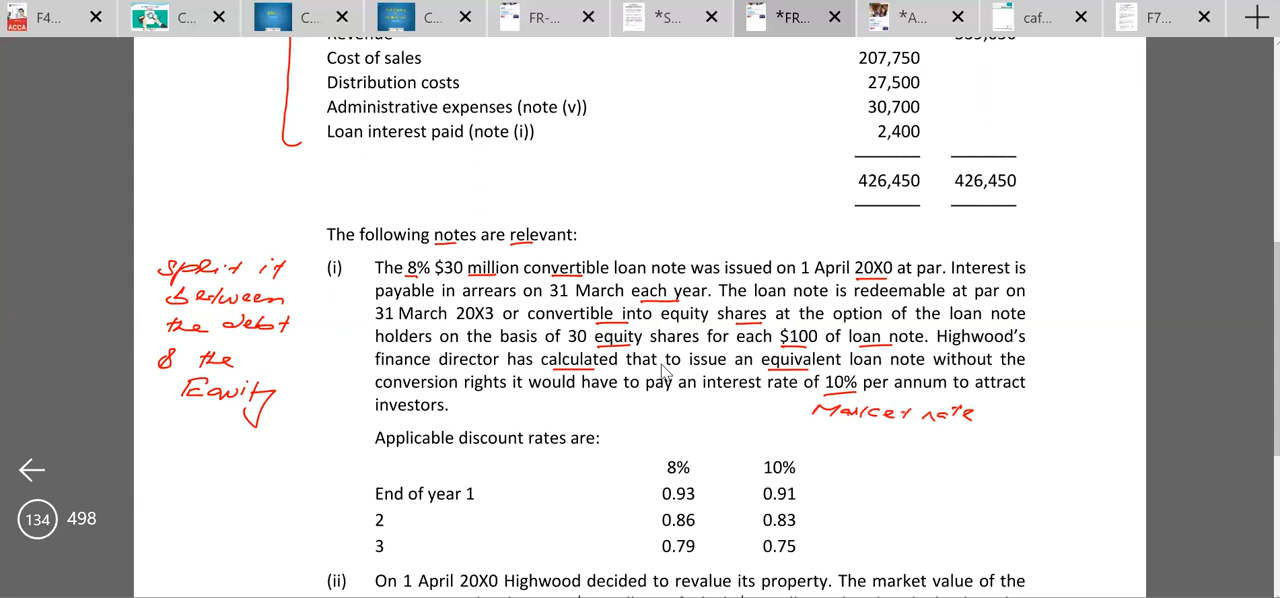 F4...
C...
C...
C...
FR-...
*S...
*FR...
*A...
caf...
F7...
ACCA
Revenue
Cost of sales 207,750
Distribution costs 27,500
Administrative expenses (note (v)) 30,700
Loan interest paid (note (i)) 2,400
426,450 426,450
The following notes are relevant:
split it
between
the debt
& the
Equity
(i) The 8% $30 million convertible loan note was issued on 1 April 20X0 at par. Interest is
payable in arrears on 31 March each year. The loan note is redeemable at par on
31 March 20X3 or convertible into equity shares at the option of the loan note
holders on the basis of 30 equity shares for each $100 of loan note. Highwood's
finance director has calculated that to issue an equivalent loan note without the
conversion rights it would have to pay an interest rate of 10% per annum to attract
investors.
Market rate
Applicable discount rates are:
8% 10%
End of year 1 0.93 0.91
2 0.86 0.83
3 0.79 0.75
134 498
(ii) On 1 April 20X0 Highwood decided to revalue its property. The market value of the